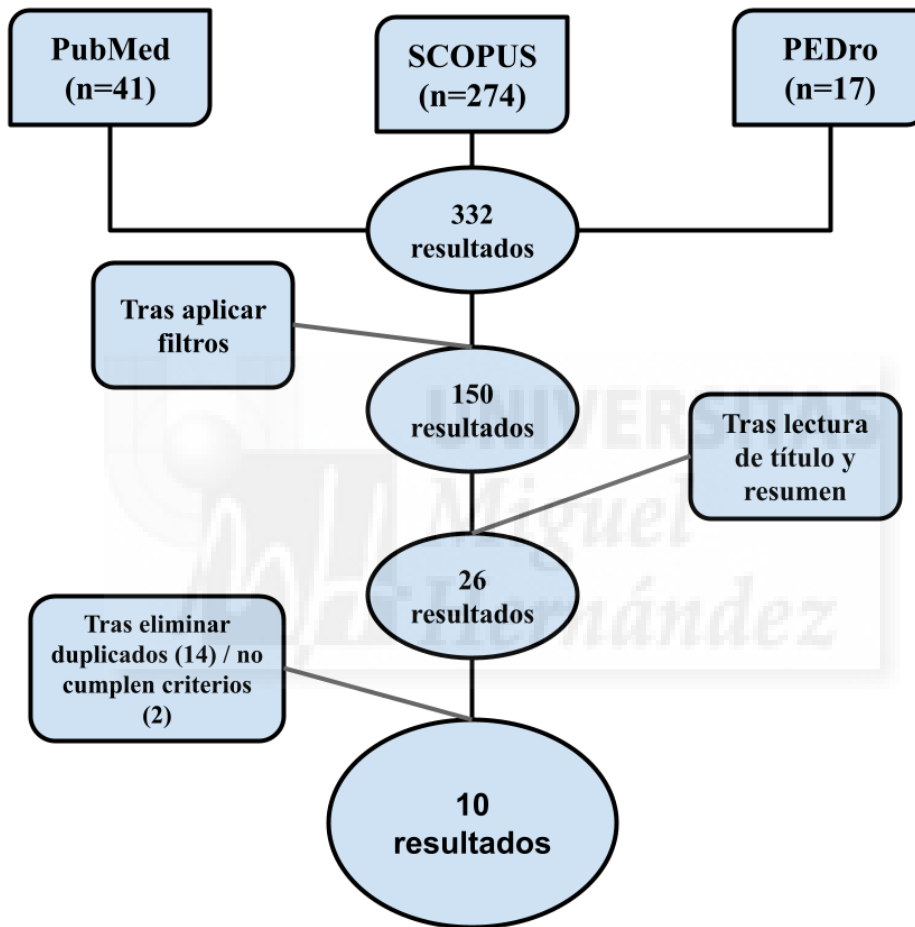 PubMed
(n=41)
SCOPUS
(n=274)
PEDro
(n=17)
332
resultados
Tras aplicar
filtros
150
resultados
Tras lectura
de título y
resumen
26
resultados
Tras eliminar
duplicados (14) / no
cumplen criterios
(2)
10
resultados
UNIVERSITAS
Miguel
Hernández